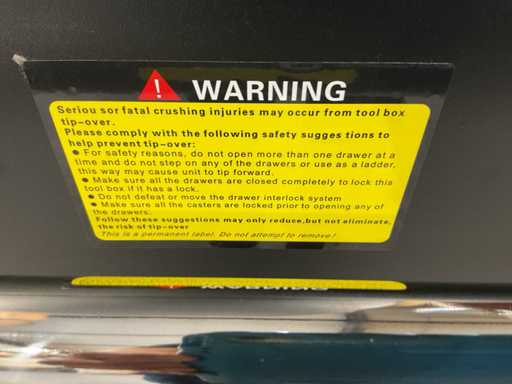 WARNING
Seriou sor fatal crushing injuries may occur from tool box
tip-over.
Please comply with the following safety sugges tions to
help prevent tip-over:
● For safety reasons, do not open more than one drawer at a
time and do not step on any of the drawers or use as a ladder,
this way may cause unit to tip forward.
● Make sure all the drawers are closed completely to lock this
tool box if it has a lock.
● Do not defeat or move the drawer interlock system
● Make sure all the casters are locked prior to opening any of
the drawers.
Follow these suggestions may only reduce,but not eliminate,
the risk of tip-over
This is a permanent label. Do not attempt to remove!